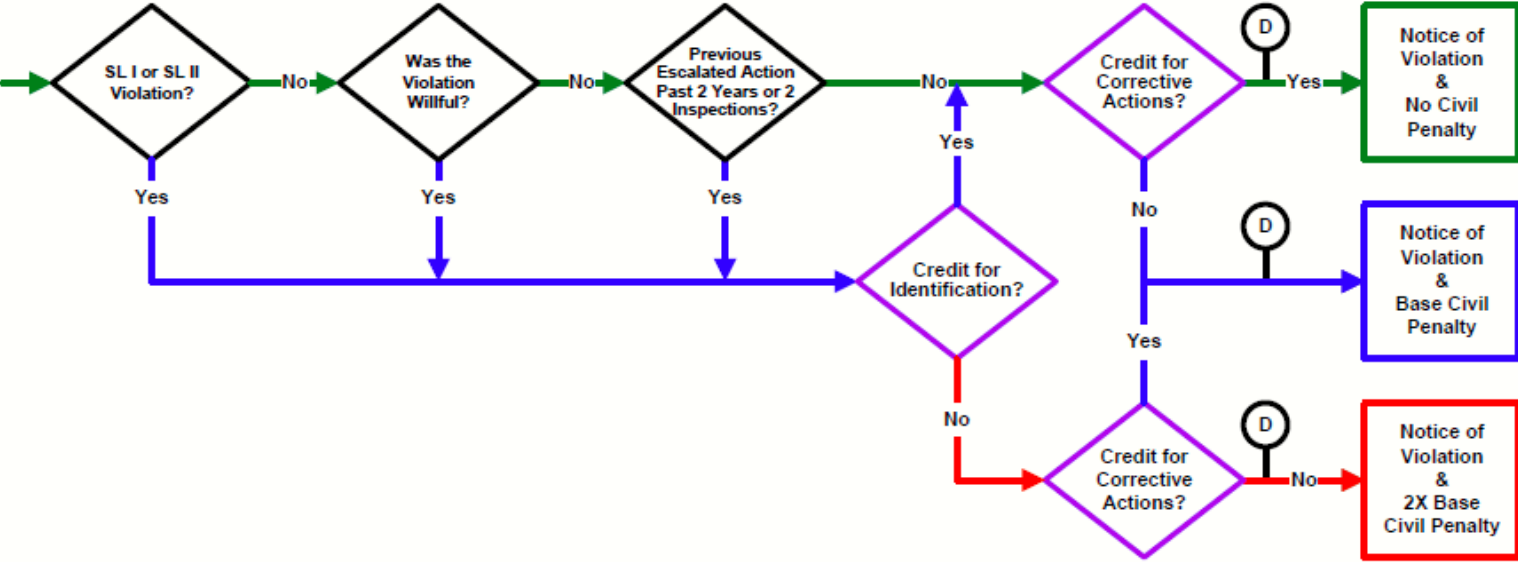 SL I or SL II
Violation?
No
Was the
Violation
Willful?
No
Previous
Escalated Action
Past 2 Years or 2
Inspections?
No
Credit for
Corrective
Actions?
D
Yes
Notice of
Violation
&
No Civil
Penalty
Yes
Yes
Yes
Yes
No
Credit for
Identification?
D
Notice of
Violation
&
Base Civil
Penalty
Yes
No
Credit for
Corrective
Actions?
D
No
Notice of
Violation
&
2X Base
Civil Penalty